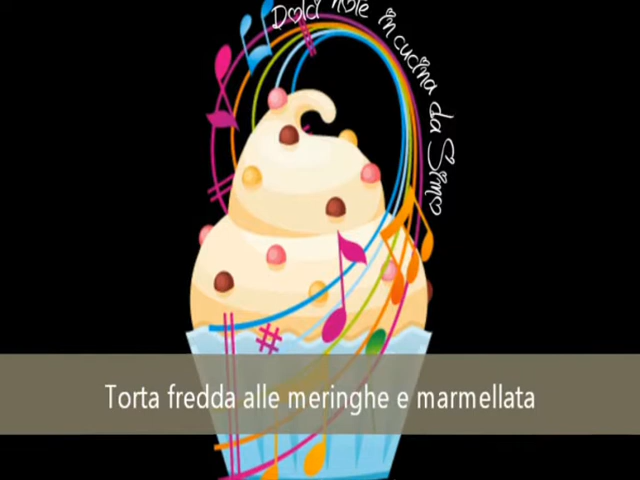 Dolci note in cucina da Simo
Torta fredda alle meringhe e marmellata